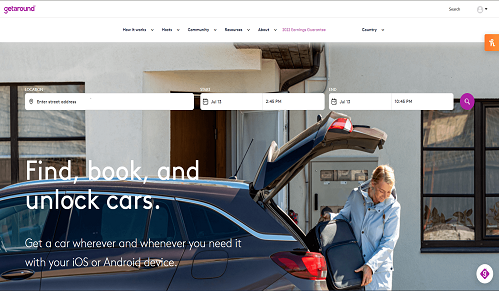 getaround
Search
How it works Hosts Community Resources About 2022 Earnings Guarantee Country
LOCATION START END
Enter street address Jul 13 2:45 PM Jul 13 10:45 PM
Find, book, and
unlock cars.
Get a car wherever and whenever you need it
with your iOS or Android device.